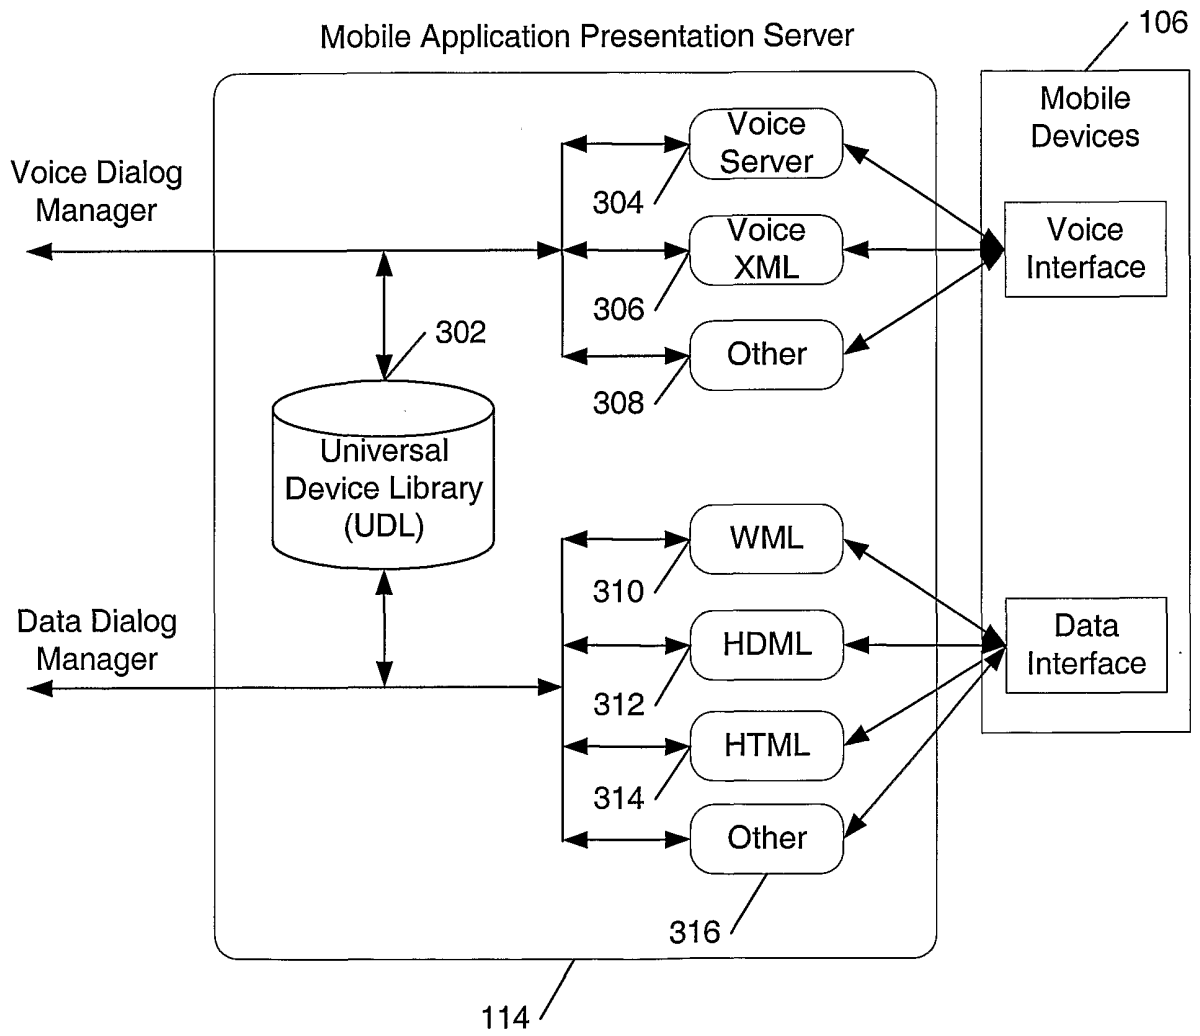 Mobile Application Presentation Server
106
Mobile
Devices
Voice Dialog
Manager
Voice
Server
304
Voice
XML
306
Voice
Interface
302
Other
308
Universal
Device Library
(UDL)
WML
310
Data Dialog
Manager
HDML
312
Data
Interface
HTML
314
Other
316
114